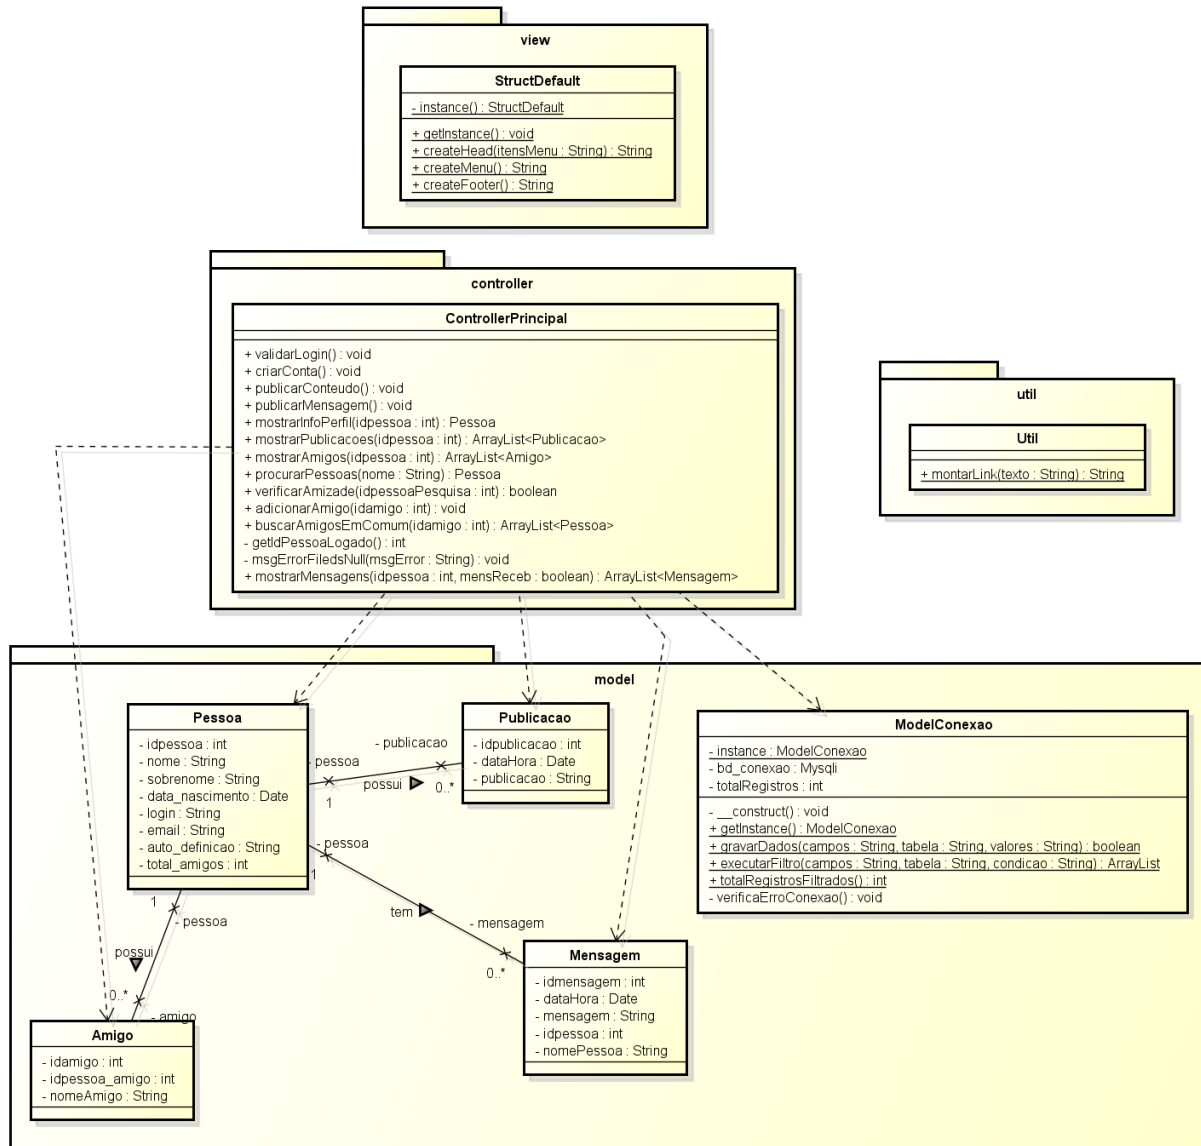 view
StructDefault
- instance() : StructDefault
+ getInstance() : void
+ createHead(itensMenu : String) : String
+ createMenu() : String
+ createFooter() : String
controller
ControllerPrincipal
+ validarLogin() : void
+ criarConta() : void
+ publicarConteudo() : void
+ publicarMensagem() : void
+ mostrarInfoPerfil(idpessoa : int) : Pessoa
+ mostrarPublicacoes(idpessoa : int) : ArrayList<Publicacao>
+ mostrarAmigos(idpessoa : int) : ArrayList<Amigo>
+ procurarPessoas(nome : String) : Pessoa
+ verificarAmizade(idpessoaPesquisa : int) : boolean
+ adicionarAmigo(idamigo : int) : void
+ buscarAmigosEmComum(idamigo : int) : ArrayList<Pessoa>
- getIdPessoaLogado() : int
- msgErrorFiledsNull(msgError : String) : void
+ mostrarMensagens(idpessoa : int, mensReceb : boolean) : ArrayList<Mensagem>
util
Util
+ montarLink(texto : String) : String
model
Pessoa
- idpessoa : int
- nome : String
- sobrenome : String
- data_nascimento : Date
- login : String
- email : String
- auto_definicao : String
- total_amigos : int
- publicacao
- pessoa
possui
1
0..*
Publicacao
- idpublicacao : int
- dataHora : Date
- publicacao : String
ModelConexao
- instance : ModelConexao
- bd_conexao : Mysqli
- totalRegistros : int
- __construct() : void
+ getInstance() : ModelConexao
+ gravarDados(campos : String, tabela : String, valores : String) : boolean
+ executarFiltro(campos : String, tabela : String, condicao : String) : ArrayList
+ totalRegistrosFiltrados() : int
- verificaErroConexao() : void
- pessoa
1
tem
- mensagem
0..*
1
- pessoa
possui
0..*
- amigo
Mensagem
- idmensagem : int
- dataHora : Date
- mensagem : String
- idpessoa : int
- nomePessoa : String
Amigo
- idamigo : int
- idpessoa_amigo : int
- nomeAmigo : String